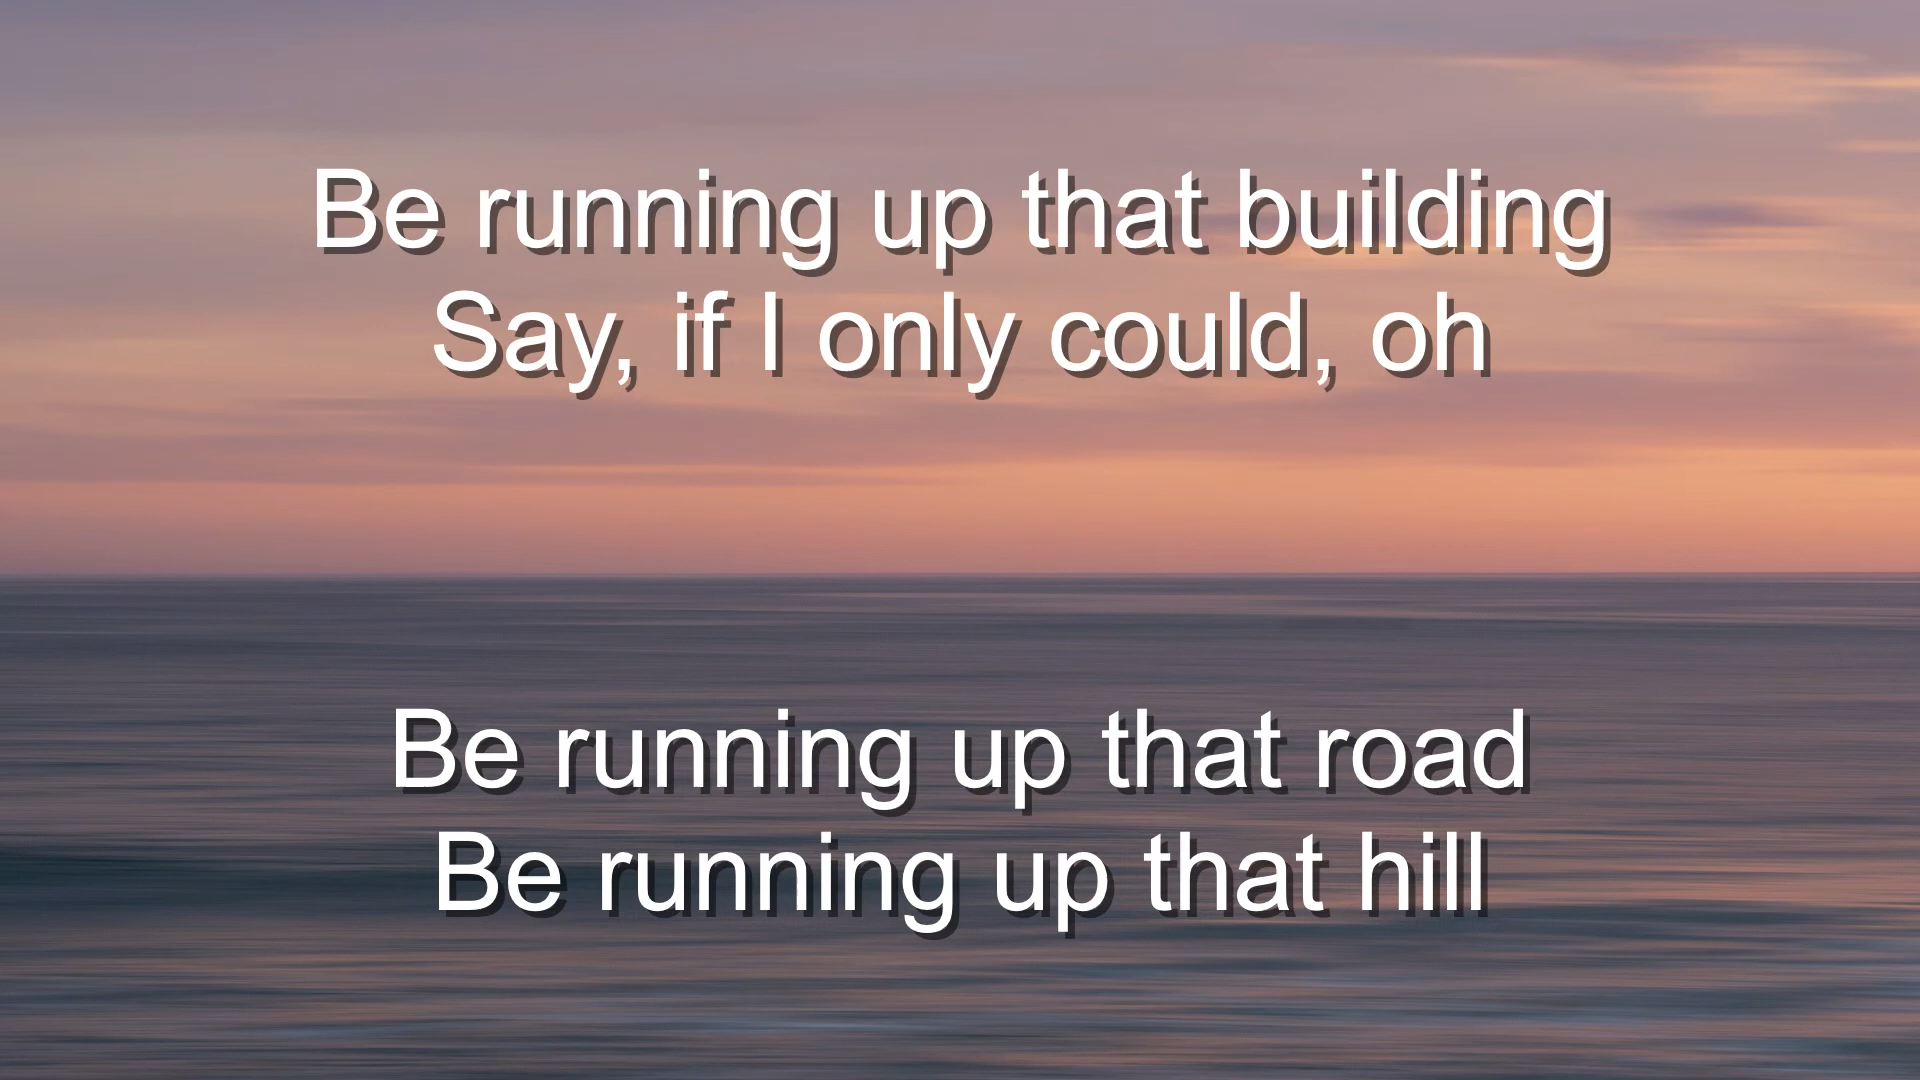 Be running up that building
Say, if I only could, oh
Be running up that road
Be running up that hill